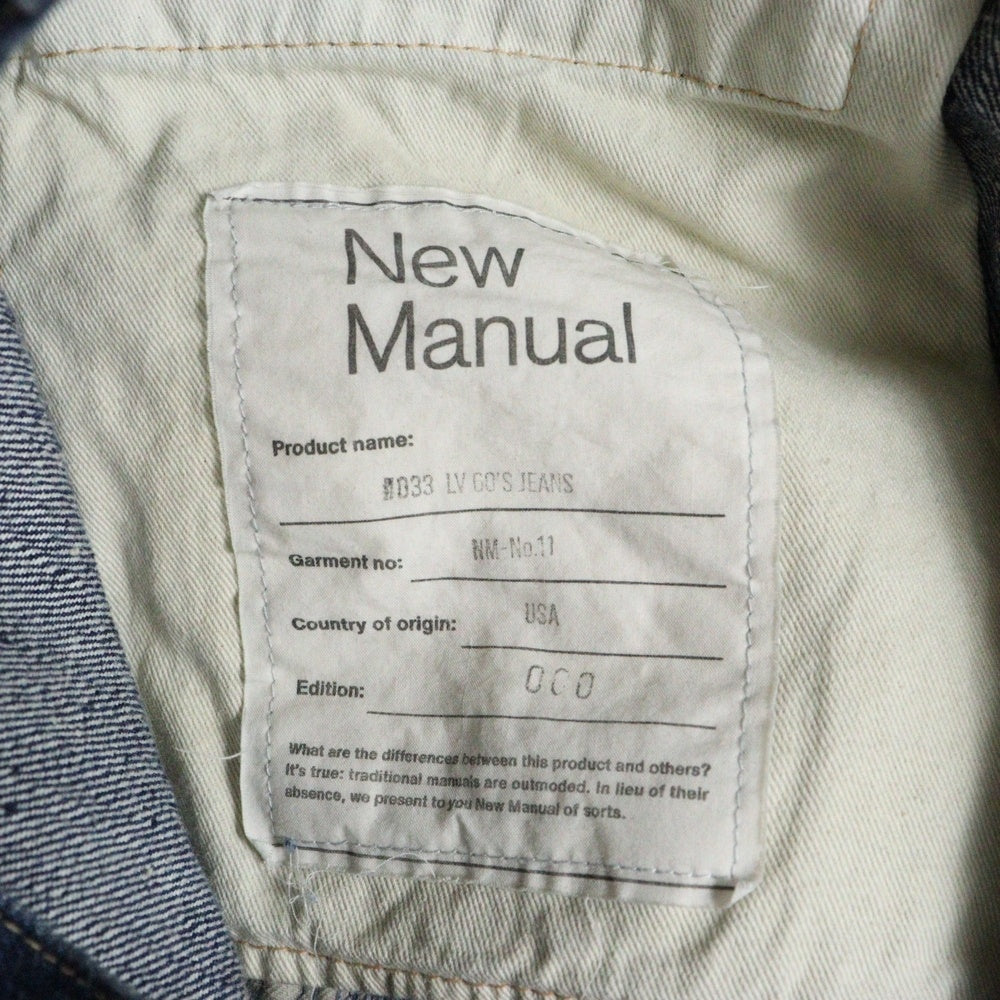 New
Manual
Product name:
#033 LV 60'S JEANS
Garment no:
NM-No.11
Country of origin:
USA
Edition:
000
What are the differences between this product and others?
It's true: traditional manuals are outmoded. In lieu of their
absence, we present to you New Manual of sorts.